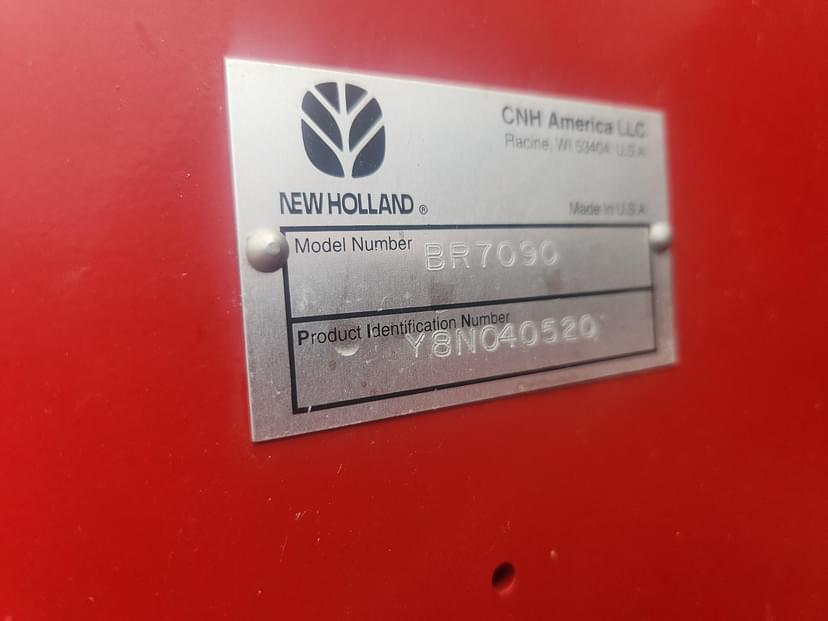 CNH America LLC
Racine, WI 53404 U.S.A.
NEW HOLLAND ®
Made In U.S.A.
Model Number BR7090
Product Identification Number
Y8N040520